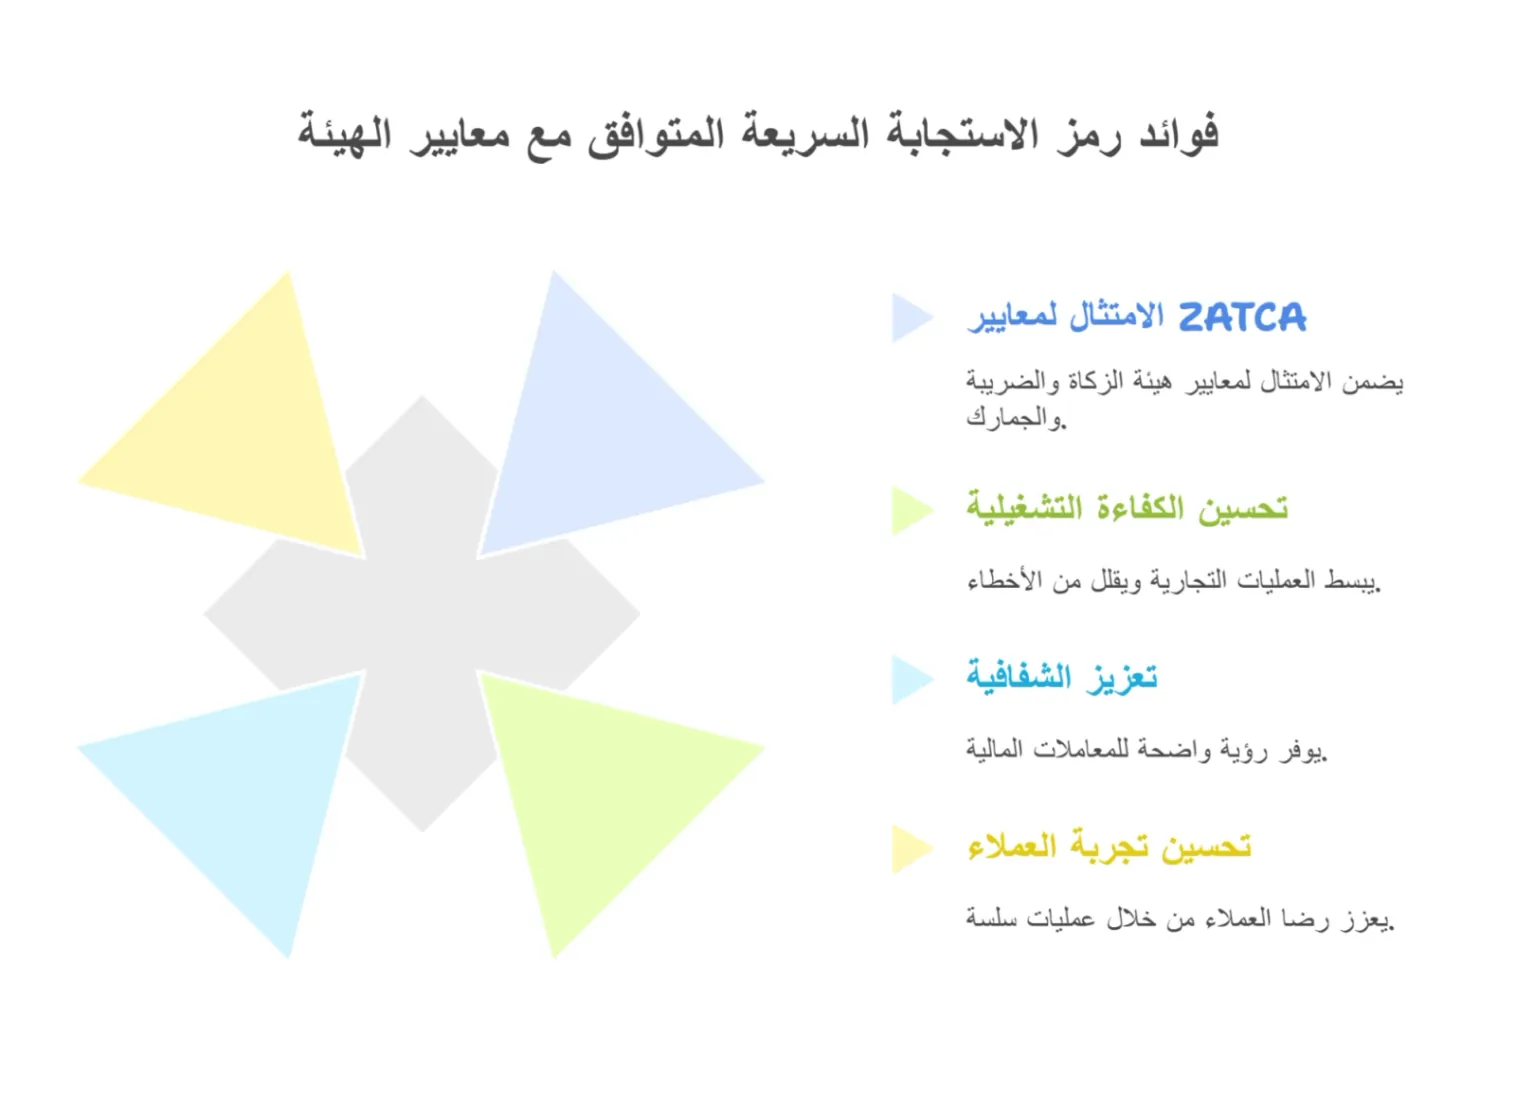 فوائد رمز الاستجابة السريعة المتوافق مع معايير الهيئة
الامتثال لمعايير ZATCA
يضمن الامتثال لمعايير هيئة الزكاة والضريبة
والجمارك.
تحسين الكفاءة التشغيلية
يبسط العمليات التجارية ويقلل من الأخطاء.
تعزيز الشفافية
يوفر رؤية واضحة للمعاملات المالية.
تحسين تجربة العملاء
يعزز رضا العملاء من خلال عمليات سلسة.